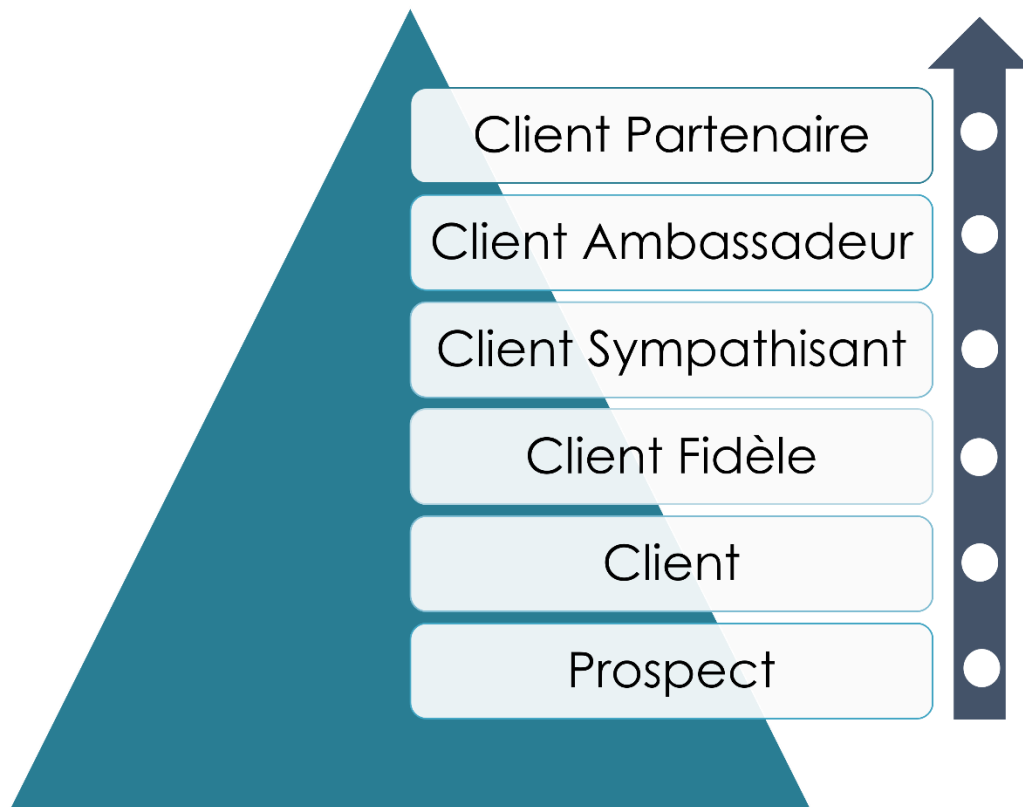 Client Partenaire
Client Ambassadeur
Client Sympathisant
Client Fidèle
Client
Prospect